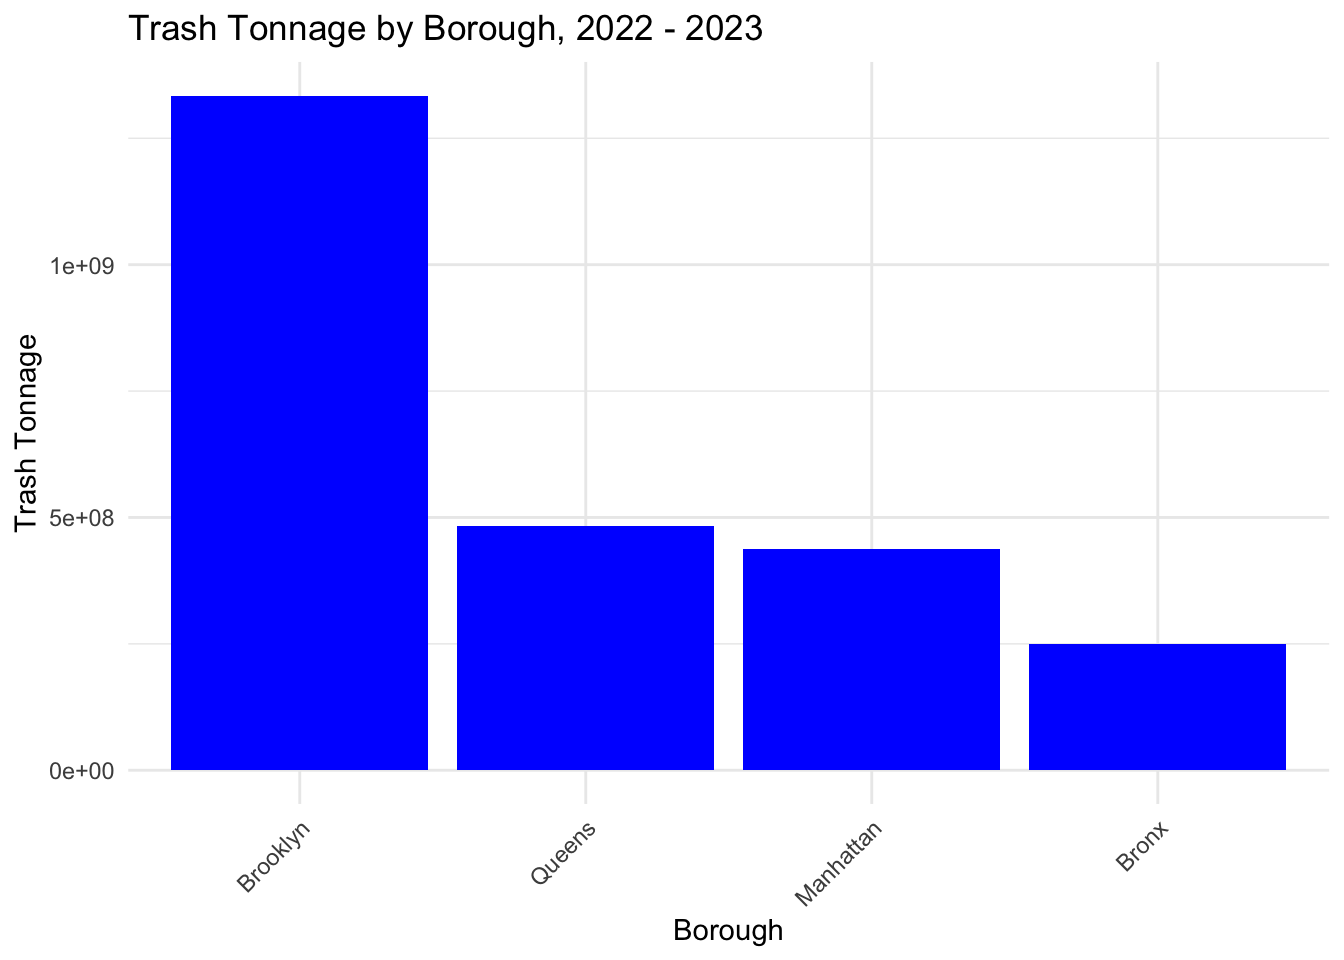 Trash Tonnage by Borough, 2022 - 2023
Trash Tonnage
1e+09
5e+08
0e+00
Brooklyn
Queens
Manhattan
Bronx
Borough